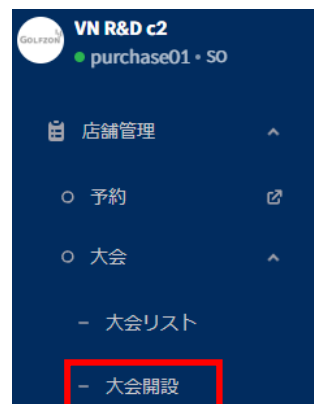 GOLFZON
VN R&D c2
purchase01 • SO
店舗管理
予約
大会
– 大会リスト
– 大会開設